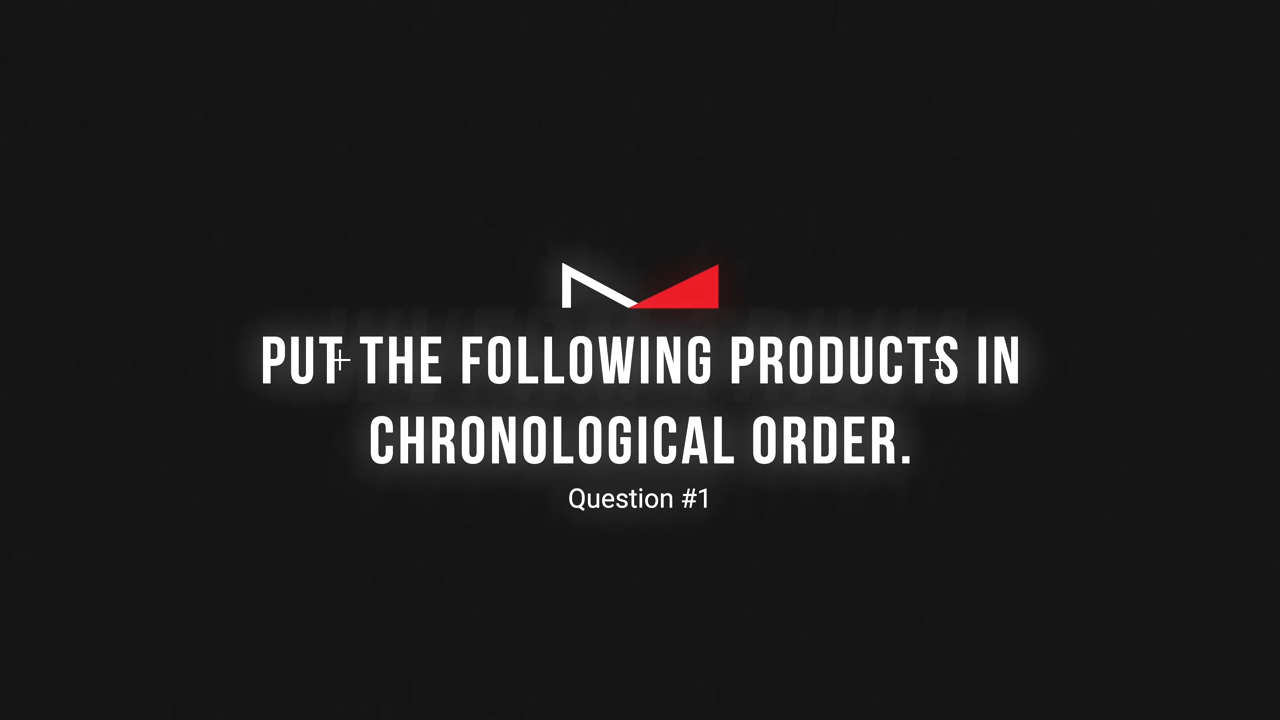 PUT THE FOLLOWING PRODUCTS IN
CHRONOLOGICAL ORDER.
Question #1